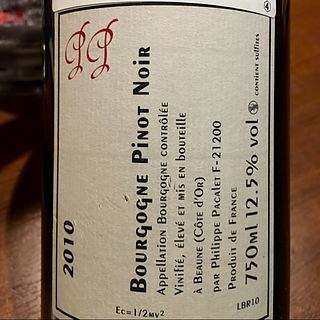 PP
2010
BOURGOGNE PINOT NOIR
APPELLATION BOURGOGNE CONTRÔLÉE
VINIFIÉ, ÉLEVÉ ET MIS EN BOUTEILLE
À BEAUNE (CÔTE D'OR)
PAR PHILIPPE PACALET F-21200
PRODUIT DE FRANCE
750ml 12.5% vol
CONTIENT SULFITES
EC=1/2MV²
LBR10